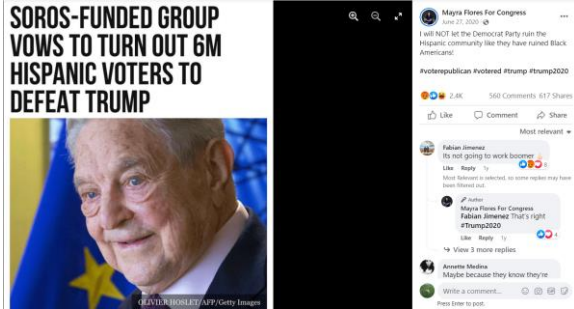 SOROS-FUNDED GROUP
VOWS TO TURN OUT 6M
HISPANIC VOTERS TO
DEFEAT TRUMP
OLIVIER HOSLET/AFP/Getty Images
Mayra Flores For Congress
June 27, 2020 ·
I will NOT let the Democrat Party ruin the
Hispanic community like they have ruined Black
Americans!
#voterepublican #votered #trump #trump2020
2.4K 560 Comments 617 Shares
Like Comment Share
Most relevant
Fabian Jimenez
Its not going to work boomer
Like Reply 1y 6
Most Relevant is selected, so some replies may have
been filtered out.
Author
Mayra Flores For Congress
Fabian Jimenez That's right
#Trump2020
Like Reply 1y 4
View 3 more replies
Annette Medina
Maybe because they know they're
Write a comment...
Press Enter to post.